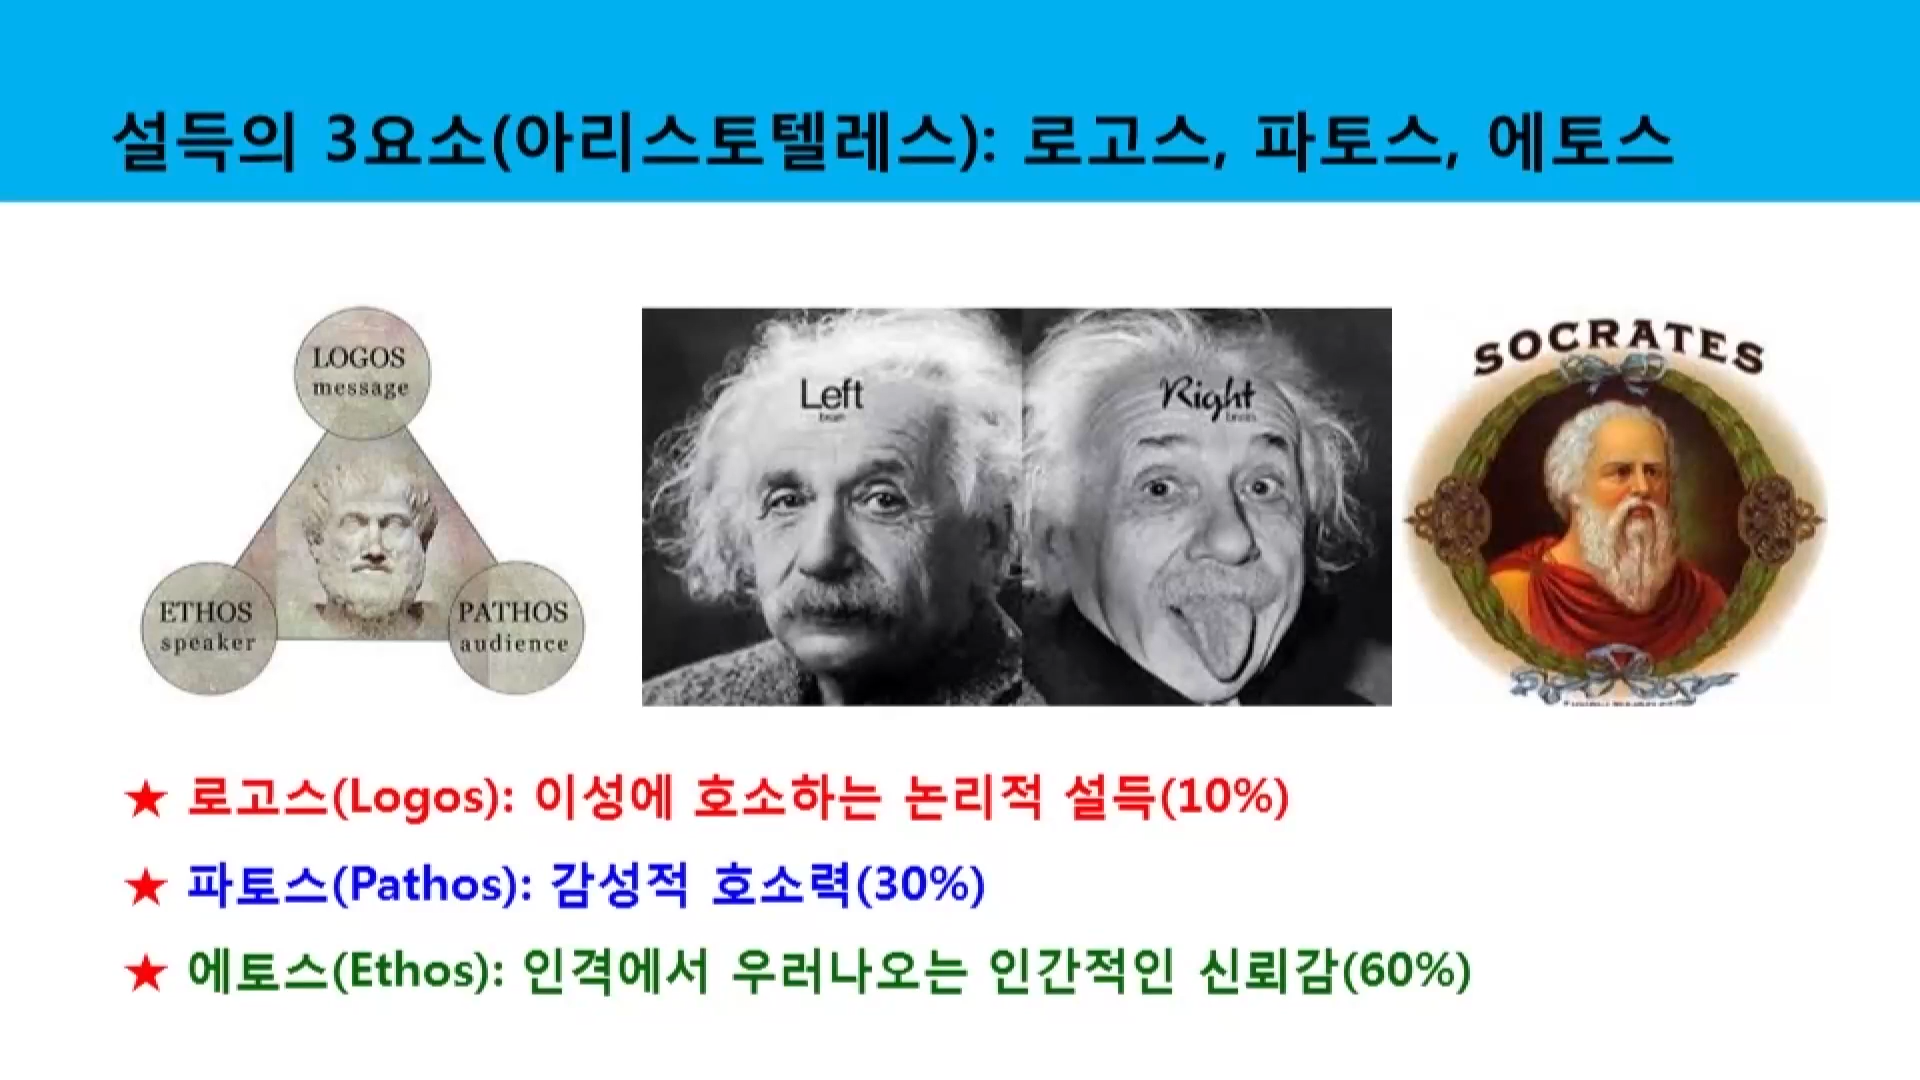 설득의 3요소(아리스토텔레스): 로고스, 파토스, 에토스
LOGOS
message
ETHOS
speaker
PATHOS
audience
Left
brain
Right
brain
SOCRATES
★ 로고스(Logos): 이성에 호소하는 논리적 설득(10%)
★ 파토스(Pathos): 감성적 호소력(30%)
★ 에토스(Ethos): 인격에서 우러나오는 인간적인 신뢰감(60%)